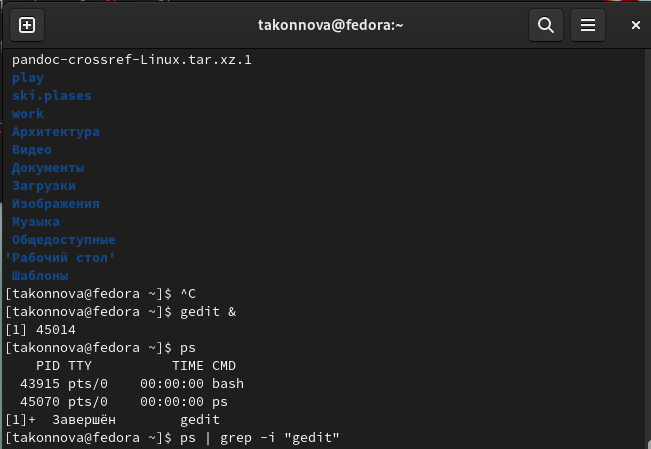 takonnova@fedora:~
pandoc-crossref-Linux.tar.xz.1
play
ski.plases
work
Архитектура
Видео
Документы
Загрузки
Изображения
Музыка
Общедоступные
'Рабочий стол'
Шаблоны
[takonnova@fedora ~]$ ^C
[takonnova@fedora ~]$ gedit &
[1] 45014
[takonnova@fedora ~]$ ps
    PID TTY          TIME CMD
  43915 pts/0    00:00:00 bash
  45070 pts/0    00:00:00 ps
[1]+  Завершён        gedit
[takonnova@fedora ~]$ ps | grep -i "gedit"